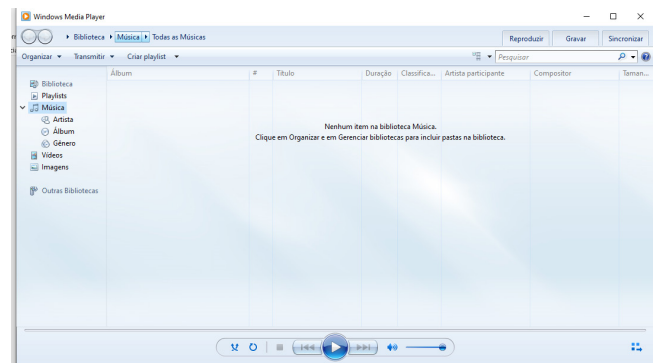 Windows Media Player
Biblioteca Música Todas as Músicas
Reproduzir Gravar Sincronizar
Organizar Transmitir Criar playlist
Pesquisar
Álbum # Título Duração Classifica... Artista participante Compositor Taman...
Biblioteca
Playlists
Música
Artista
Álbum
Gênero
Vídeos
Imagens
Outras Bibliotecas
Nenhum item na biblioteca Música.
Clique em Organizar e em Gerenciar bibliotecas para incluir pastas na biblioteca.